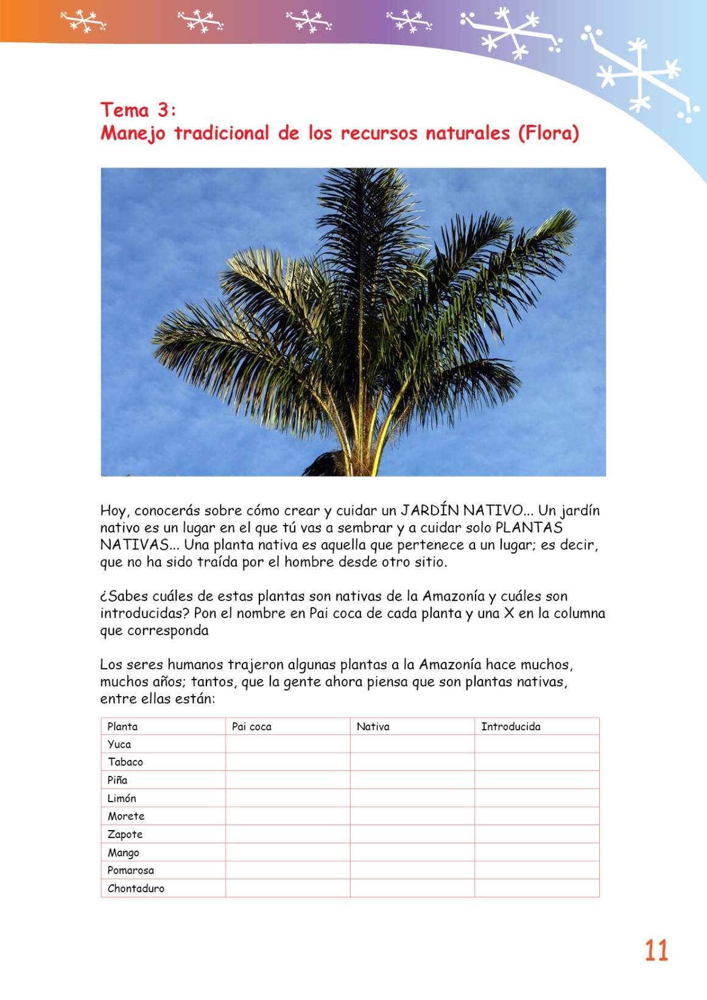 Tema 3:
Manejo tradicional de los recursos naturales (Flora)
Hoy, conocerás sobre cómo crear y cuidar un JARDÍN NATIVO... Un jardín
nativo es un lugar en el que tú vas a sembrar y a cuidar solo PLANTAS
NATIVAS... Una planta nativa es aquella que pertenece a un lugar; es decir,
que no ha sido traída por el hombre desde otro sitio.
¿Sabes cuáles de estas plantas son nativas de la Amazonía y cuáles son
introducidas? Pon el nombre en Pai coca de cada planta y una X en la columna
que corresponda
Los seres humanos trajeron algunas plantas a la Amazonía hace muchos,
muchos años; tantos, que la gente ahora piensa que son plantas nativas,
entre ellas están:
Planta Pai coca Nativa Introducida
Yuca
Tabaco
Piña
Limón
Morete
Zapote
Mango
Pomarosa
Chontaduro
11